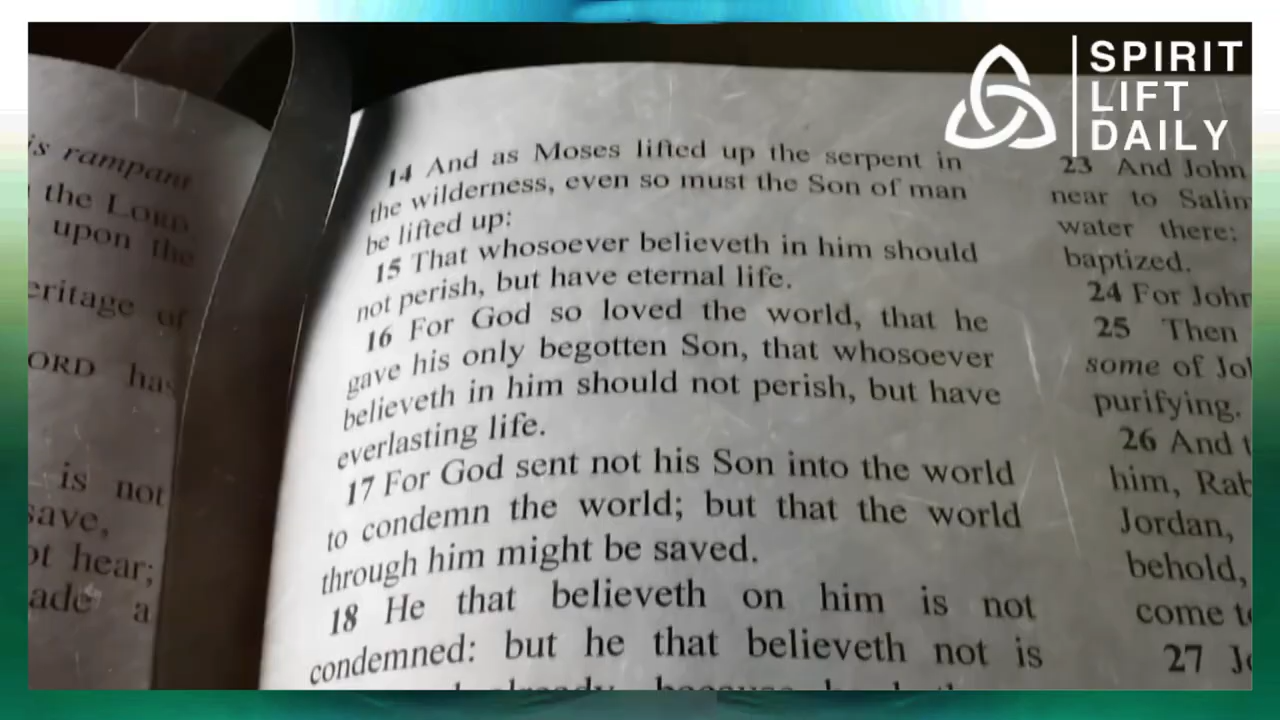 is rampant
the LORD
upon the
eritage of
ORD has
is not
save,
ot hear;
ade a
14 And as Moses lifted up the serpent in
the wilderness, even so must the Son of man
be lifted up:
15 That whosoever believeth in him should
not perish, but have eternal life.
16 For God so loved the world, that he
gave his only begotten Son, that whosoever
believeth in him should not perish, but have
everlasting life.
17 For God sent not his Son into the world
to condemn the world; but that the world
through him might be saved.
18 He that believeth on him is not
condemned: but he that believeth not is
SPIRIT
LIFT
DAILY
23 And John
near to Salim
water there:
baptized.
24 For John
25 Then
some of Jo
purifying.
26 And t
him, Rab
Jordan,
behold,
come to
27 J